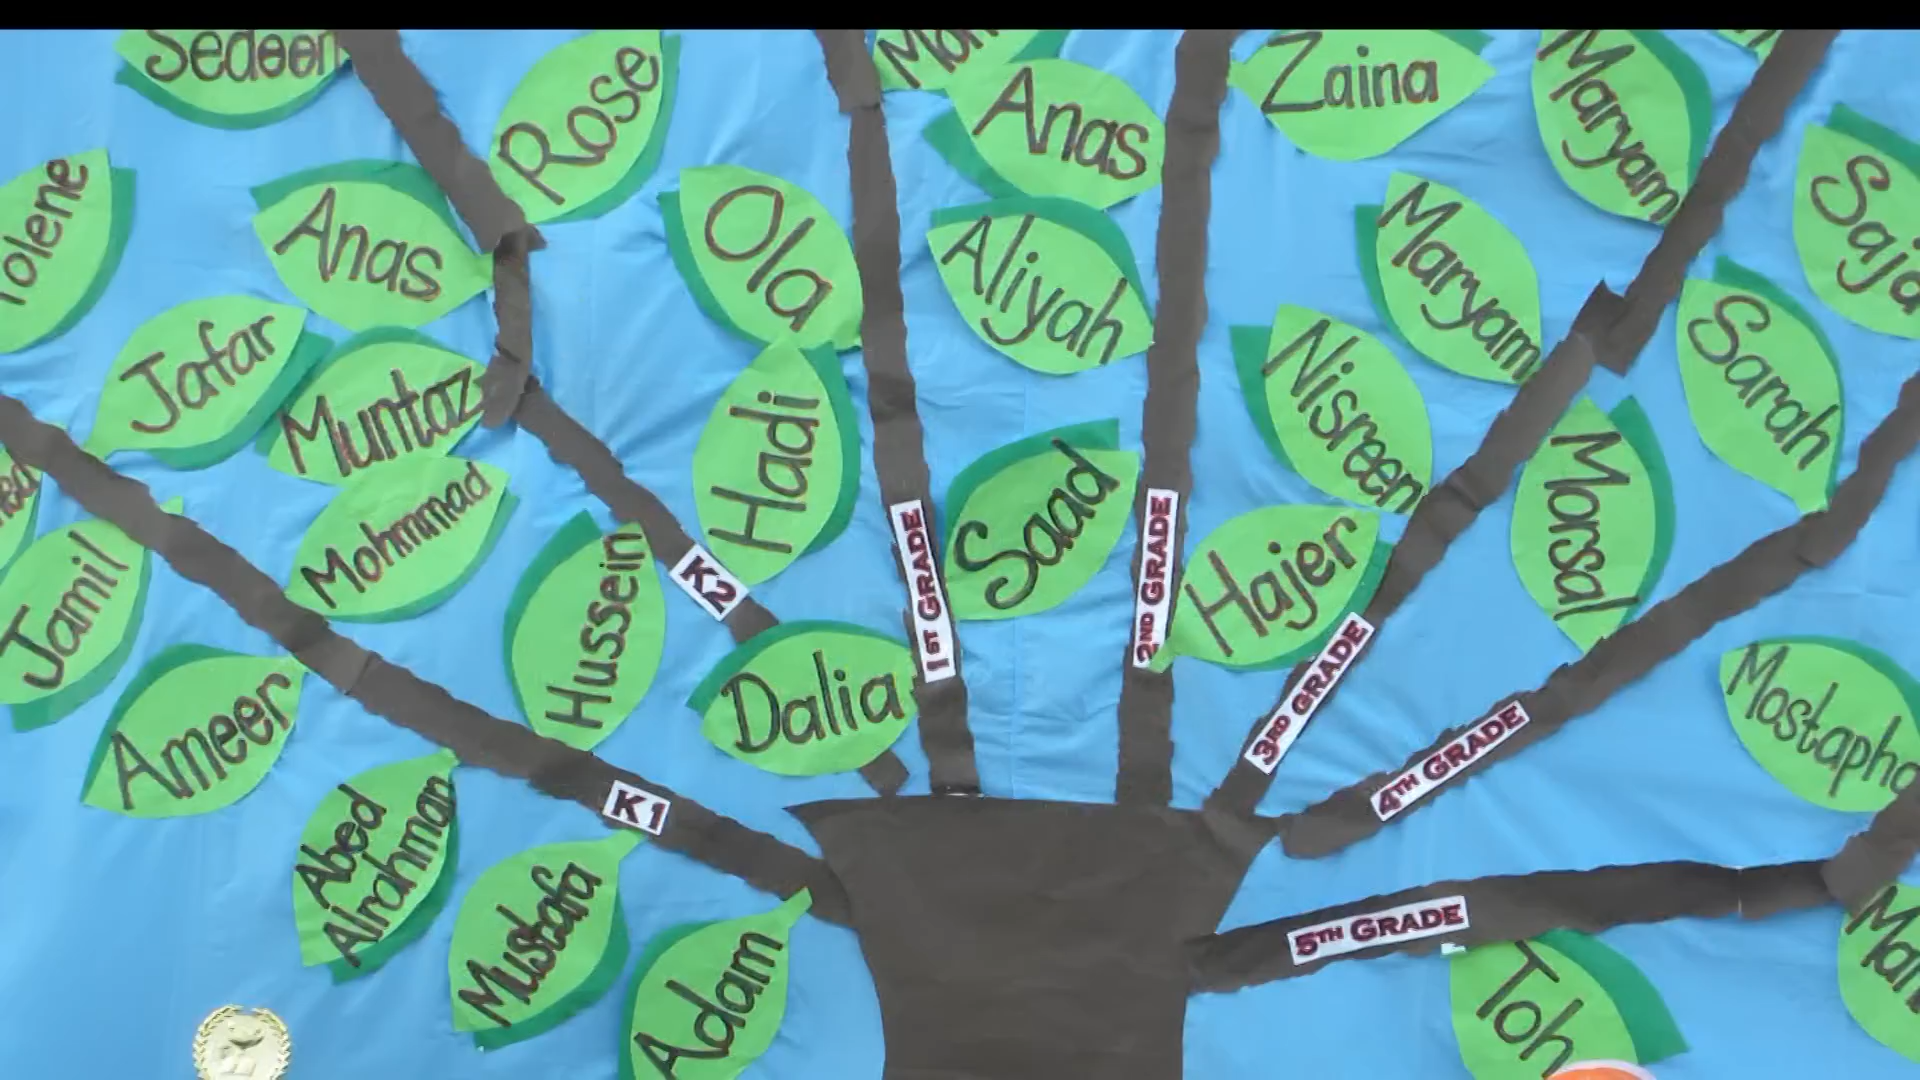 Sedeen
Rose
Anas
Zaina
Maryam
Jolene
Anas
Ola
Aliyah
Maryam
Saja
Jafar
Muntaz
Hadi
Nisreen
Sarah
Mohmmad
Saad
Marsal
Jamil
Hussein
K2
1ST GRADE
2ND GRADE
Hajer
3RD GRADE
Ameer
Dalia
4TH GRADE
Mostapha
K1
Abed
Alrahman
Mustafa
Adam
5TH GRADE